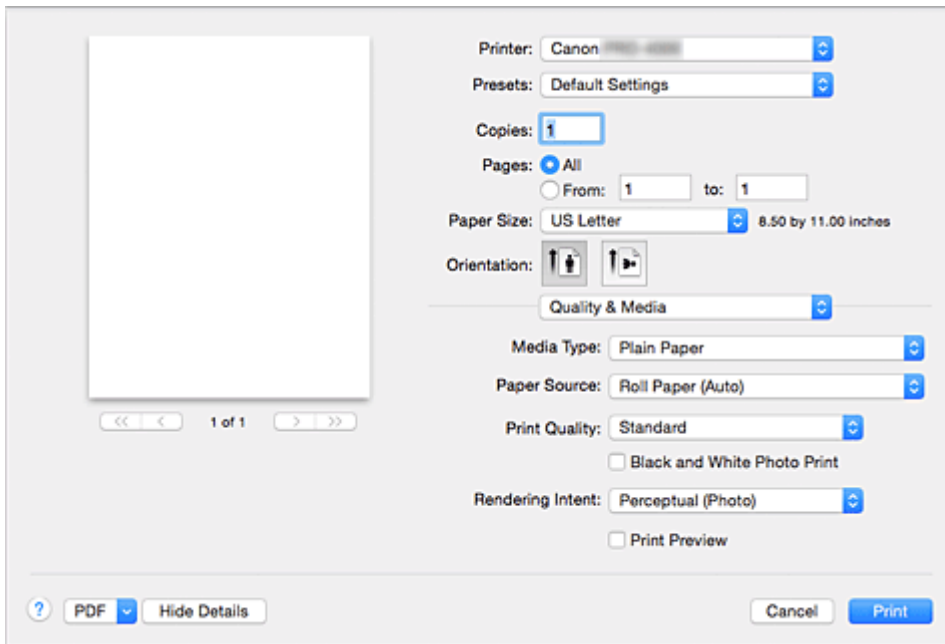 Printer: Canon
Presets: Default Settings
Copies: 1
Pages: All
From: 1 to: 1
Paper Size: US Letter 8.50 by 11.00 inches
Orientation:
Quality & Media
Media Type: Plain Paper
Paper Source: Roll Paper (Auto)
<< < 1 of 1 > >>
Print Quality: Standard
Black and White Photo Print
Rendering Intent: Perceptual (Photo)
Print Preview
? PDF Hide Details Cancel Print